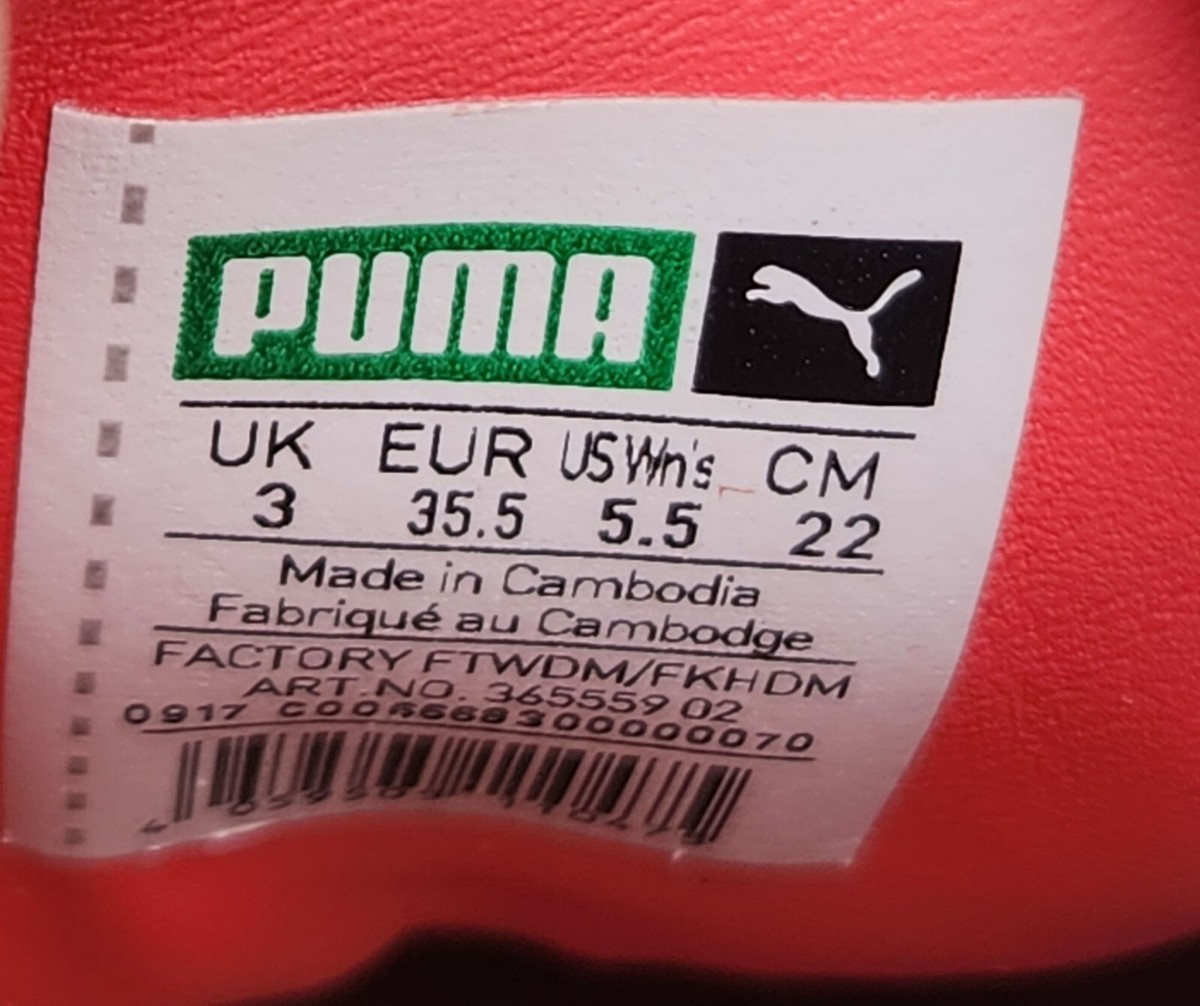 PUMA
UK EUR US Wn's CM
3 35.5 5.5 22
Made in Cambodia
Fabriqué au Cambodge
FACTORY FTWDM/FKHDM
ART.NO. 365559 02
0917 C00466830000070